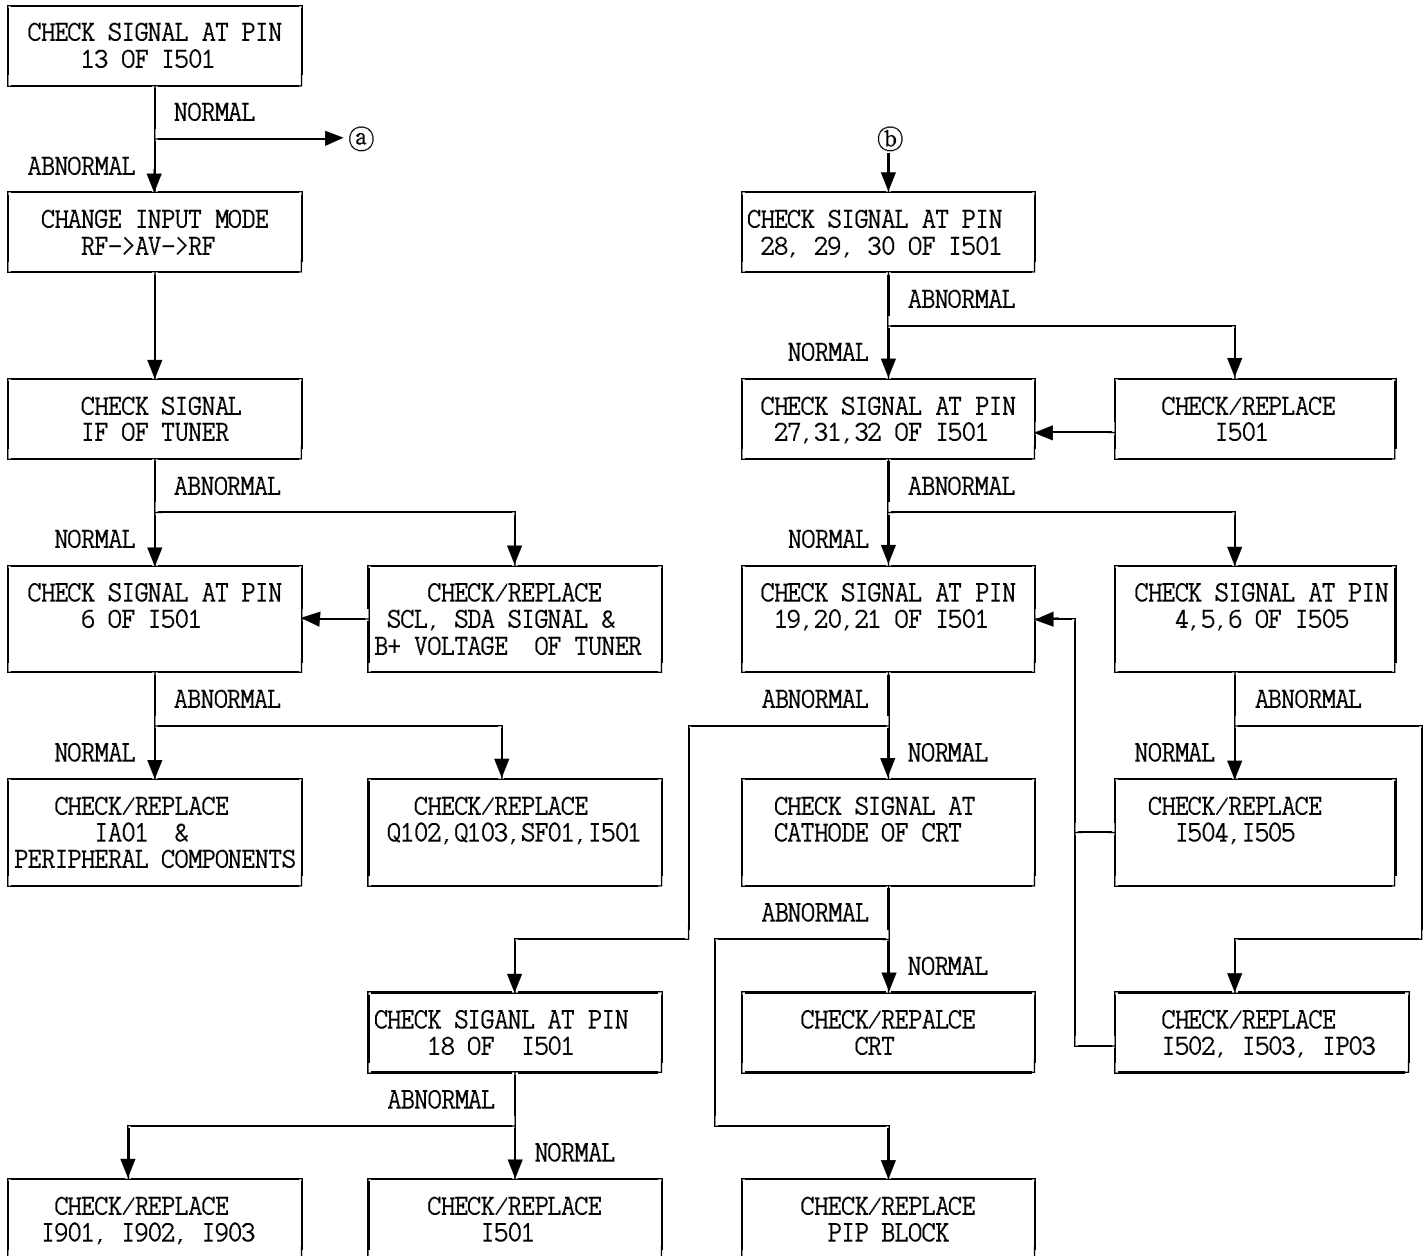 CHECK SIGNAL AT PIN
13 OF I501
NORMAL
ⓐ
ABNORMAL
CHANGE INPUT MODE
RF->AV->RF
CHECK SIGNAL
IF OF TUNER
ABNORMAL
NORMAL
CHECK SIGNAL AT PIN
6 OF I501
CHECK/REPLACE
SCL, SDA SIGNAL &
B+ VOLTAGE OF TUNER
ABNORMAL
NORMAL
CHECK/REPLACE
IA01 &
PERIPHERAL COMPONENTS
CHECK/REPLACE
Q102,Q103,SF01,I501
ⓑ
CHECK SIGNAL AT PIN
28, 29, 30 OF I501
ABNORMAL
NORMAL
CHECK SIGNAL AT PIN
27,31,32 OF I501
CHECK/REPLACE
I501
ABNORMAL
NORMAL
CHECK SIGNAL AT PIN
19,20,21 OF I501
CHECK SIGNAL AT PIN
4,5,6 OF I505
ABNORMAL
NORMAL
ABNORMAL
NORMAL
CHECK SIGNAL AT
CATHODE OF CRT
CHECK/REPLACE
I504,I505
ABNORMAL
NORMAL
CHECK SIGANL AT PIN
18 OF I501
CHECK/REPALCE
CRT
CHECK/REPLACE
I502, I503, IP03
ABNORMAL
NORMAL
CHECK/REPLACE
I901, I902, I903
CHECK/REPLACE
I501
CHECK/REPLACE
PIP BLOCK